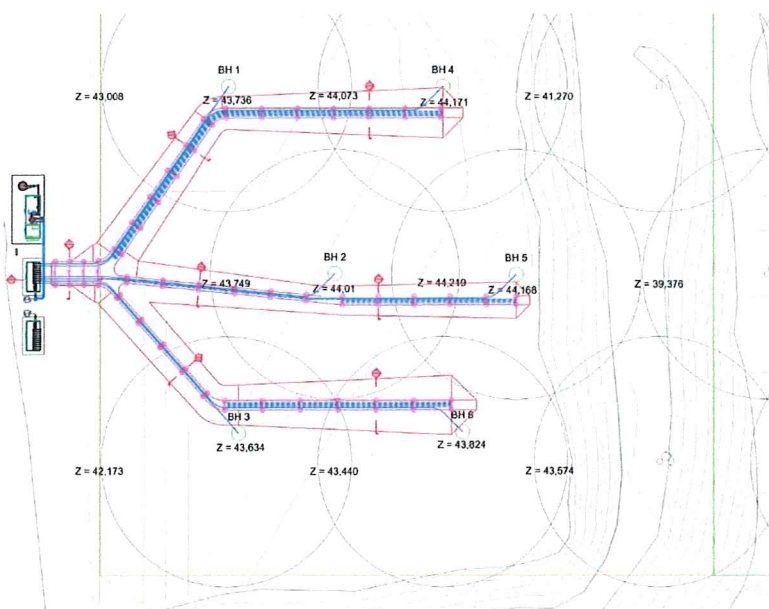 BH 1
BH 4
Z = 43,008
Z = 43,736
Z = 44,073
Z = 44,171
Z = 41,270
BH 2
BH 5
Z = 43,749
Z = 44,01
Z = 44,219
Z = 44,168
Z = 39,376
BH 3
Z = 43,634
Z = 43,824
Z = 42,173
Z = 43,440
Z = 43,574